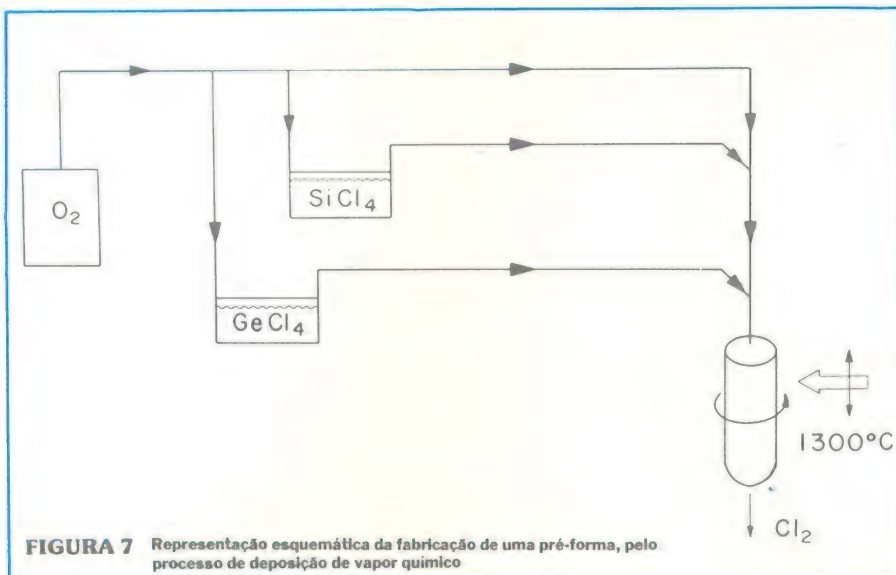 O₂
SiCl₄
GeCl₄
1300°C
Cl₂
FIGURA 7 Representação esquemática da fabricação de uma pré-forma, pelo
processo de deposição de vapor químico